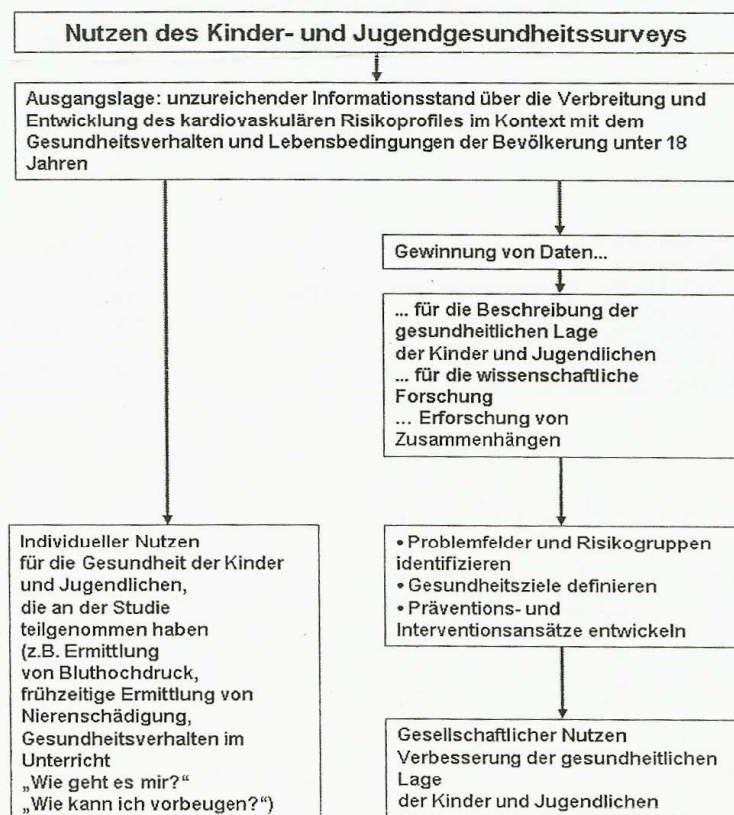 Nutzen des Kinder- und Jugendgesundheitssurveys
Ausgangslage: unzureichender Informationsstand über die Verbreitung und
Entwicklung des kardiovaskulären Risikoprofiles im Kontext mit dem
Gesundheitsverhalten und Lebensbedingungen der Bevölkerung unter 18
Jahren
Gewinnung von Daten...
... für die Beschreibung der
gesundheitlichen Lage
der Kinder und Jugendlichen
... für die wissenschaftliche
Forschung
... Erforschung von
Zusammenhängen
Individueller Nutzen
für die Gesundheit der Kinder
und Jugendlichen,
die an der Studie
teilgenommen haben
(z.B. Ermittlung
von Bluthochdruck,
frühzeitige Ermittlung von
Nierenschädigung,
Gesundheitsverhalten im
Unterricht
„Wie geht es mir?“
„Wie kann ich vorbeugen?“)
• Problemfelder und Risikogruppen
identifizieren
• Gesundheitsziele definieren
• Präventions- und
Interventionsansätze entwickeln
Gesellschaftlicher Nutzen
Verbesserung der gesundheitlichen
Lage
der Kinder und Jugendlichen